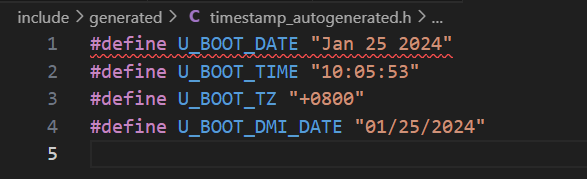 include > generated > C timestamp_autogenerated.h > ...
1 #define U_BOOT_DATE "Jan 25 2024"
2 #define U_BOOT_TIME "10:05:53"
3 #define U_BOOT_TZ "+0800"
4 #define U_BOOT_DMI_DATE "01/25/2024"
5